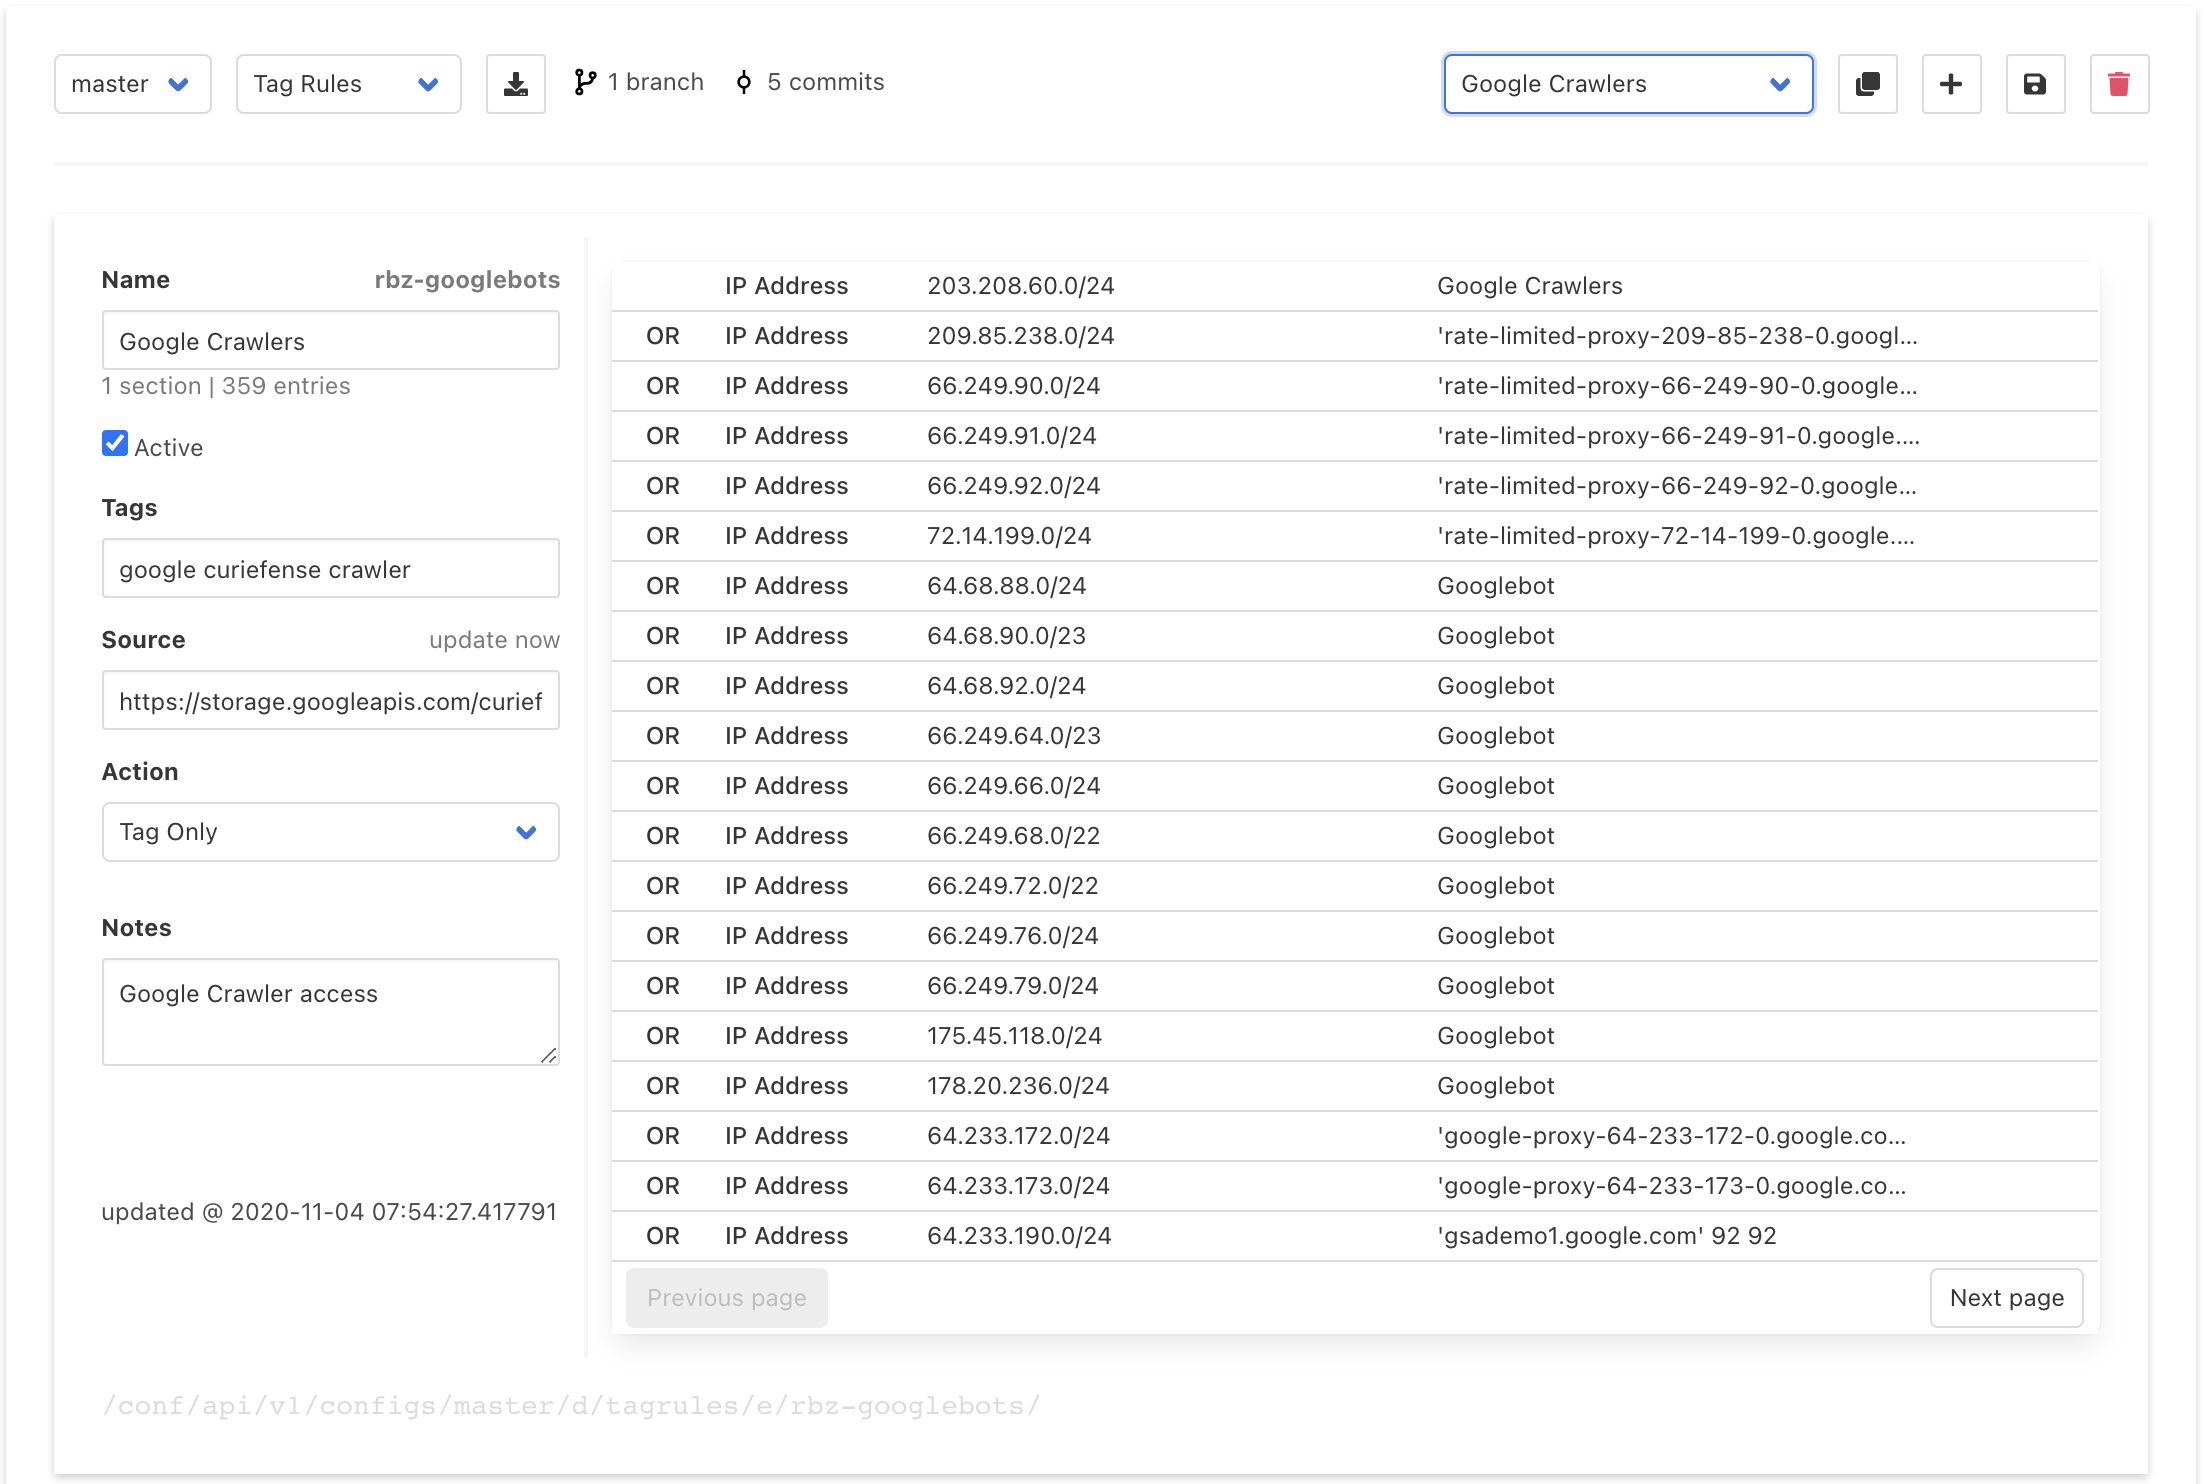 master Tag Rules 1 branch 5 commits Google Crawlers
Name rbz-googlebots
Google Crawlers
1 section | 359 entries
Active
Tags
google curiefense crawler
Source update now
https://storage.googleapis.com/curief
Action
Tag Only
Notes
Google Crawler access
updated @ 2020-11-04 07:54:27.417791
IP Address 203.208.60.0/24 Google Crawlers
OR IP Address 209.85.238.0/24 'rate-limited-proxy-209-85-238-0.googl...
OR IP Address 66.249.90.0/24 'rate-limited-proxy-66-249-90-0.google...
OR IP Address 66.249.91.0/24 'rate-limited-proxy-66-249-91-0.google....
OR IP Address 66.249.92.0/24 'rate-limited-proxy-66-249-92-0.google...
OR IP Address 72.14.199.0/24 'rate-limited-proxy-72-14-199-0.google....
OR IP Address 64.68.88.0/24 Googlebot
OR IP Address 64.68.90.0/23 Googlebot
OR IP Address 64.68.92.0/24 Googlebot
OR IP Address 66.249.64.0/23 Googlebot
OR IP Address 66.249.66.0/24 Googlebot
OR IP Address 66.249.68.0/22 Googlebot
OR IP Address 66.249.72.0/22 Googlebot
OR IP Address 66.249.76.0/24 Googlebot
OR IP Address 66.249.79.0/24 Googlebot
OR IP Address 175.45.118.0/24 Googlebot
OR IP Address 178.20.236.0/24 Googlebot
OR IP Address 64.233.172.0/24 'google-proxy-64-233-172-0.google.co...
OR IP Address 64.233.173.0/24 'google-proxy-64-233-173-0.google.co...
OR IP Address 64.233.190.0/24 'gsademo1.google.com' 92 92
Previous page Next page
/conf/api/v1/configs/master/d/tagrules/e/rbz-googlebots/